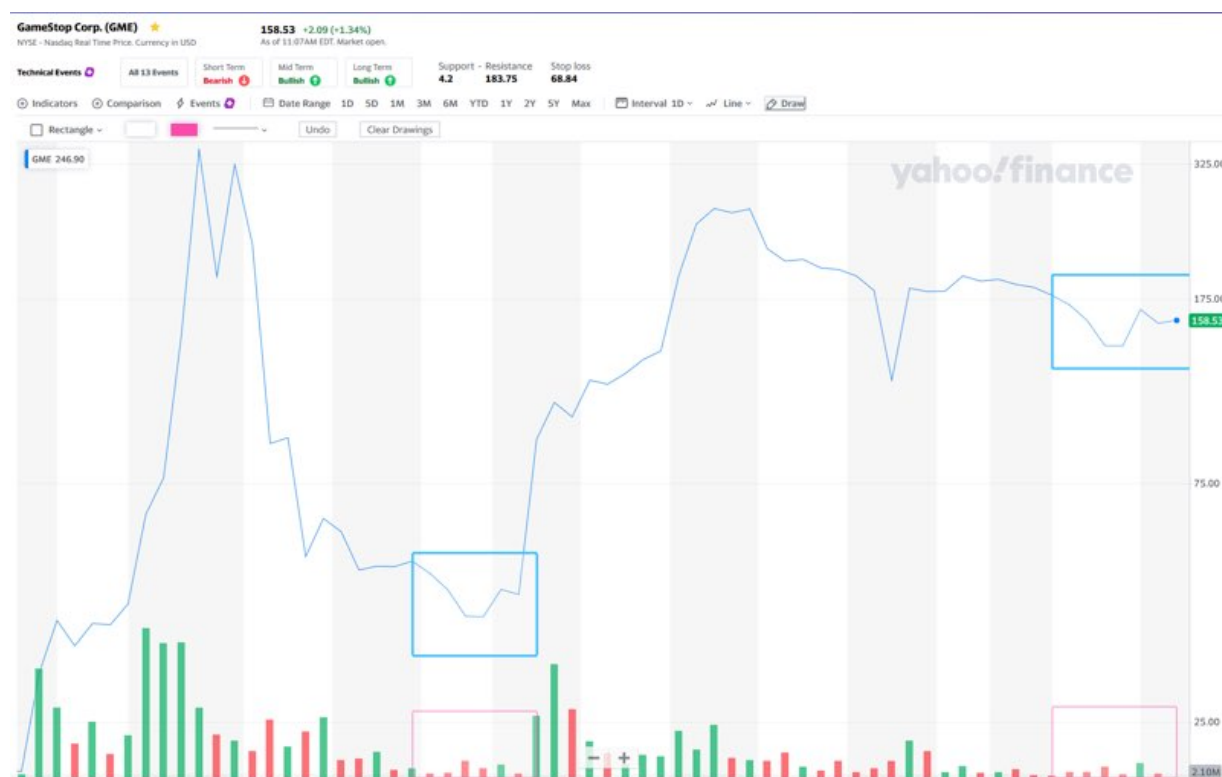 GameStop Corp. (GME)
158.53 +2.09 (+1.34%)
NYSE - Nasdaq Real Time Price. Currency in USD
As of 11:07AM EDT. Market open.
Technical Events
All 13 Events
Short Term
Bearish
Mid Term
Bullish
Long Term
Bullish
Support - Resistance
4.2 183.75
Stop loss
68.84
Indicators Comparison Events Date Range 1D 5D 1M 3M 6M YTD 1Y 2Y 5Y Max Interval 1D Line Draw
Rectangle Undo Clear Drawings
GME 246.90
yahoo!finance
325.00
175.00
158.53
75.00
25.00
2.10M